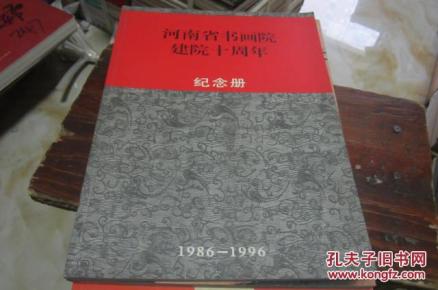 河南省书画院
建院十周年
纪念册
1986—1996
孔夫子旧书网
www.kongfz.com